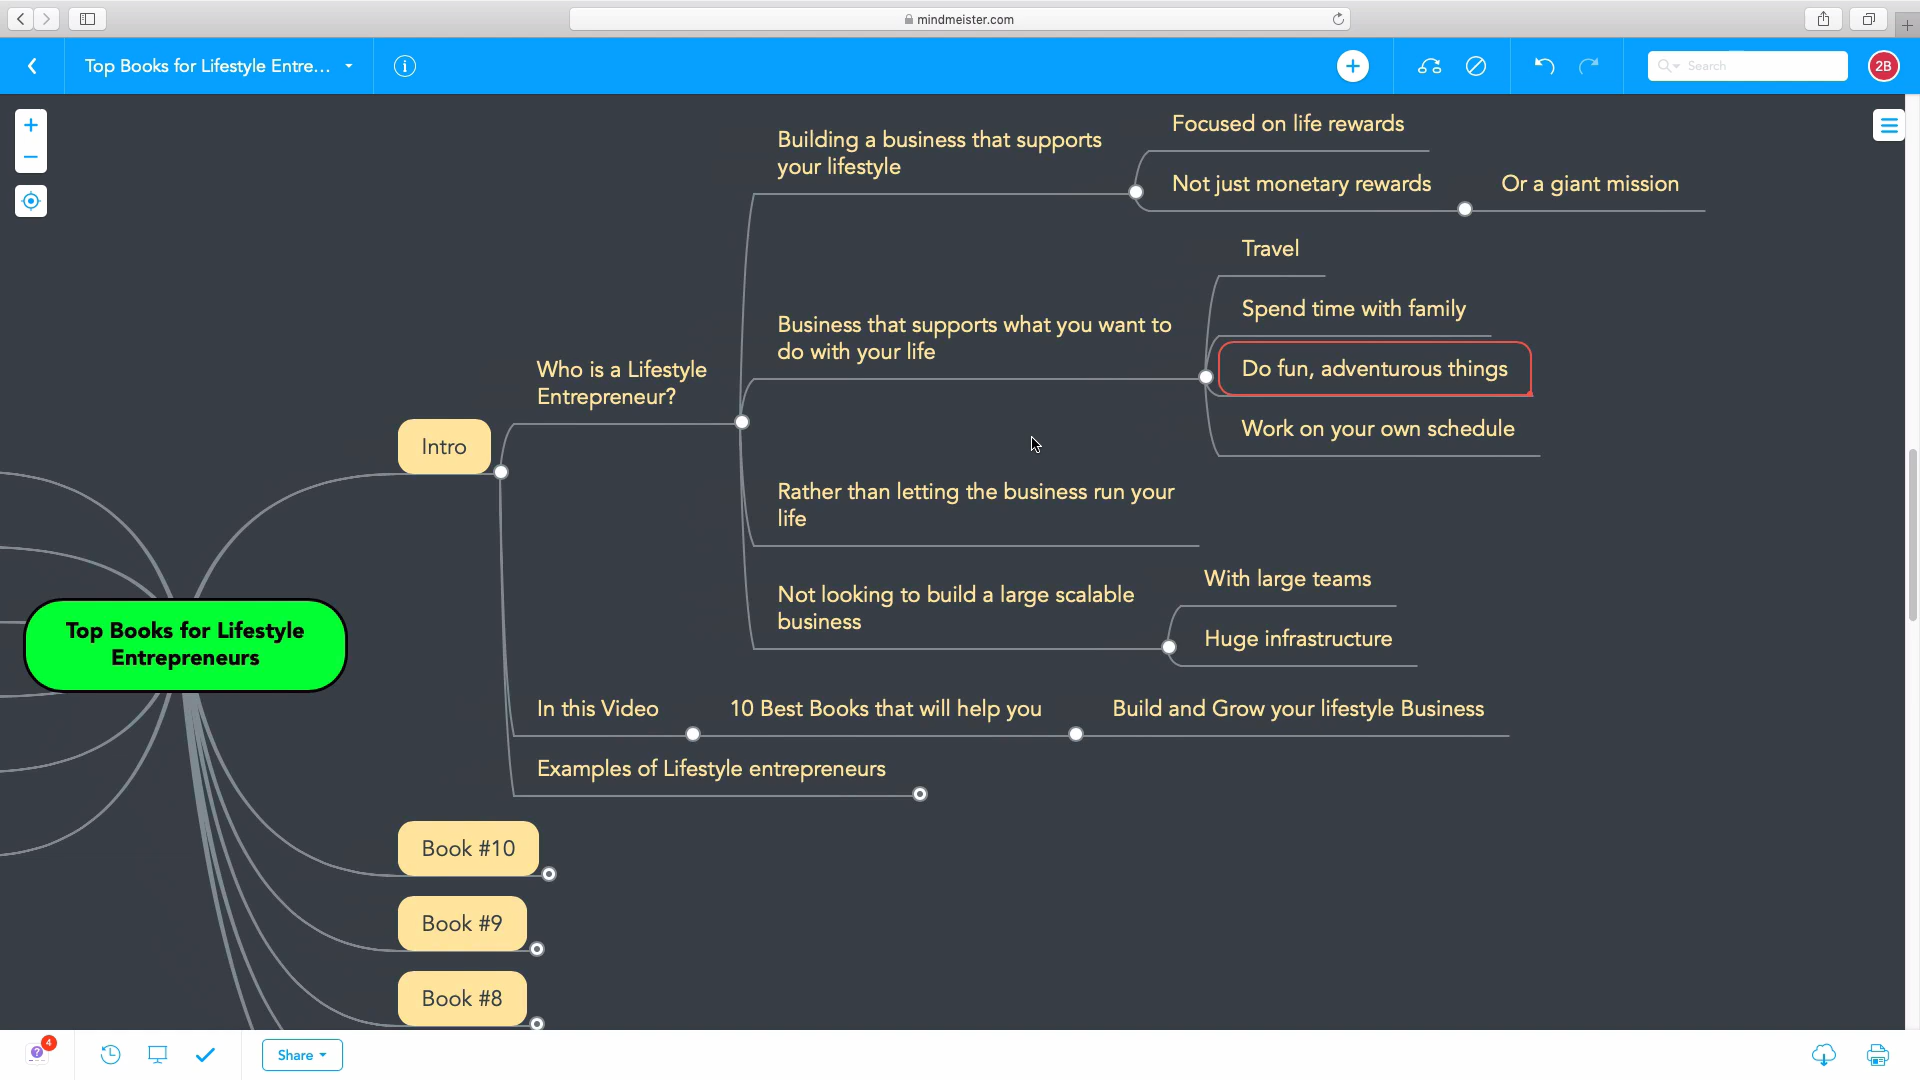 mindmeister.com
Top Books for Lifestyle Entre...
Search
2B
Focused on life rewards
Building a business that supports
your lifestyle
Not just monetary rewards
Or a giant mission
Travel
Spend time with family
Business that supports what you want to
do with your life
Do fun, adventurous things
Work on your own schedule
Who is a Lifestyle
Entrepreneur?
Intro
Rather than letting the business run your
life
With large teams
Not looking to build a large scalable
business
Huge infrastructure
Top Books for Lifestyle
Entrepreneurs
In this Video
10 Best Books that will help you
Build and Grow your lifestyle Business
Examples of Lifestyle entrepreneurs
Book #10
Book #9
Book #8
4
Share